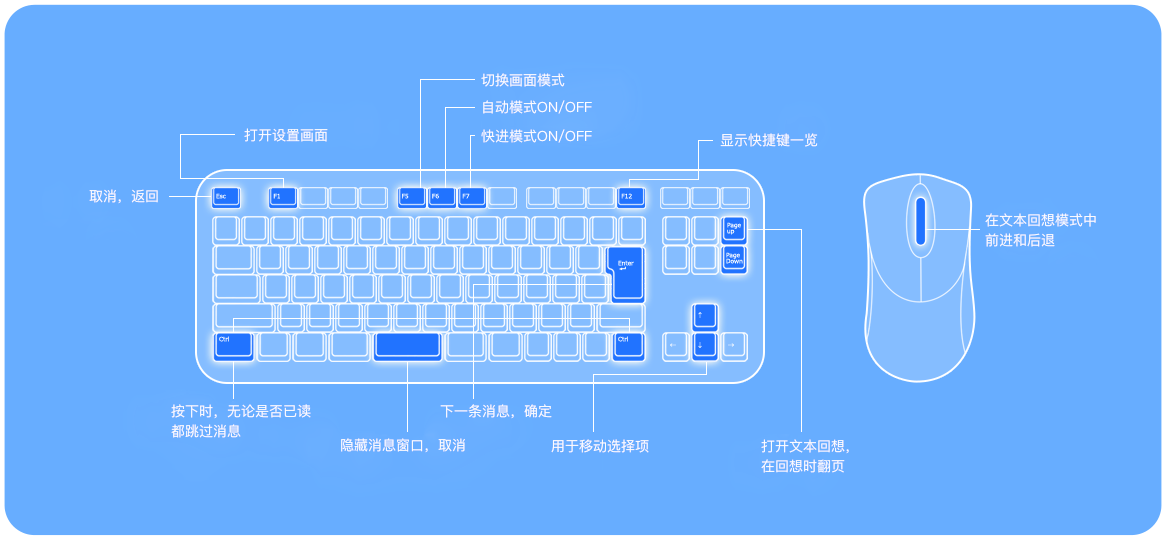 切换画面模式
自动模式ON/OFF
打开设置画面
快进模式ON/OFF
显示快捷键一览
取消，返回
Esc
F1
F5
F6
F7
F12
在文本回想模式中
前进和后退
Page
up
Enter
↵
Page
Down
↑
Ctrl
Ctrl
←
↓
→
按下时，无论是否已读
都跳过消息
下一条消息，确定
隐藏消息窗口，取消
用于移动选择项
打开文本回想，
在回想时翻页